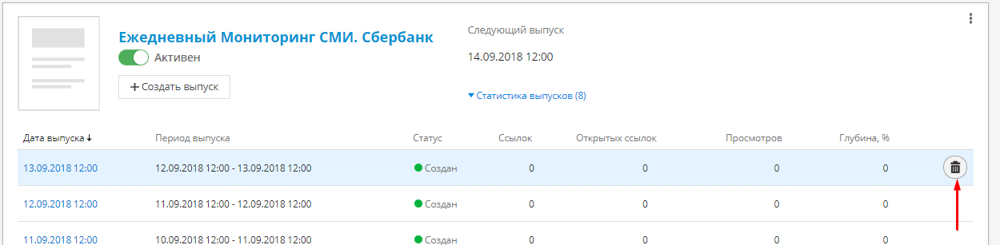 Ежедневный Мониторинг СМИ. Сбербанк
Активен
Создать выпуск
Следующий выпуск
14.09.2018 12:00
Статистика выпусков (8)
Дата выпуска Период выпуска Статус Ссылок Открытых ссылок Просмотров Глубина, %
13.09.2018 12:00 12.09.2018 12:00 - 13.09.2018 12:00 Создан 0 0 0 0
12.09.2018 12:00 11.09.2018 12:00 - 12.09.2018 12:00 Создан 0 0 0 0
11.09.2018 12:00 10.09.2018 12:00 - 11.09.2018 12:00 Создан 0 0 0 0